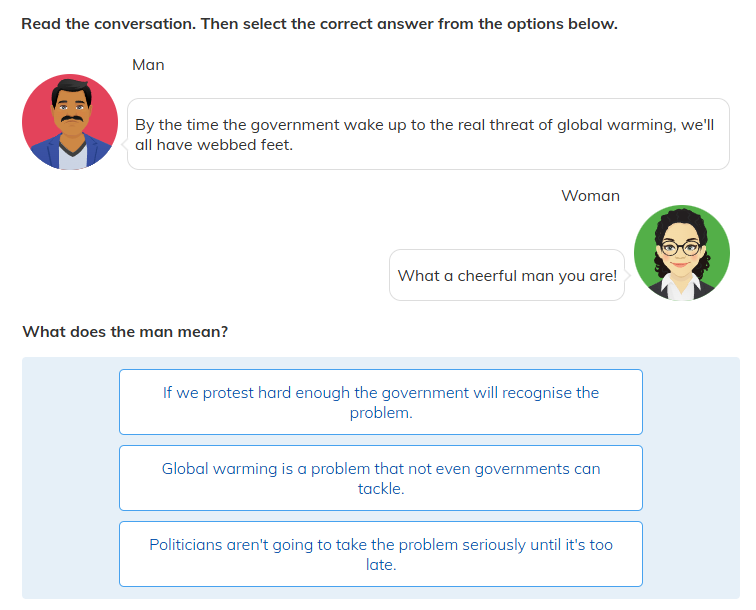 Read the conversation. Then select the correct answer from the options below.
Man
By the time the government wake up to the real threat of global warming, we'll
all have webbed feet.
Woman
What a cheerful man you are!
What does the man mean?
If we protest hard enough the government will recognise the
problem.
Global warming is a problem that not even governments can
tackle.
Politicians aren't going to take the problem seriously until it's too
late.